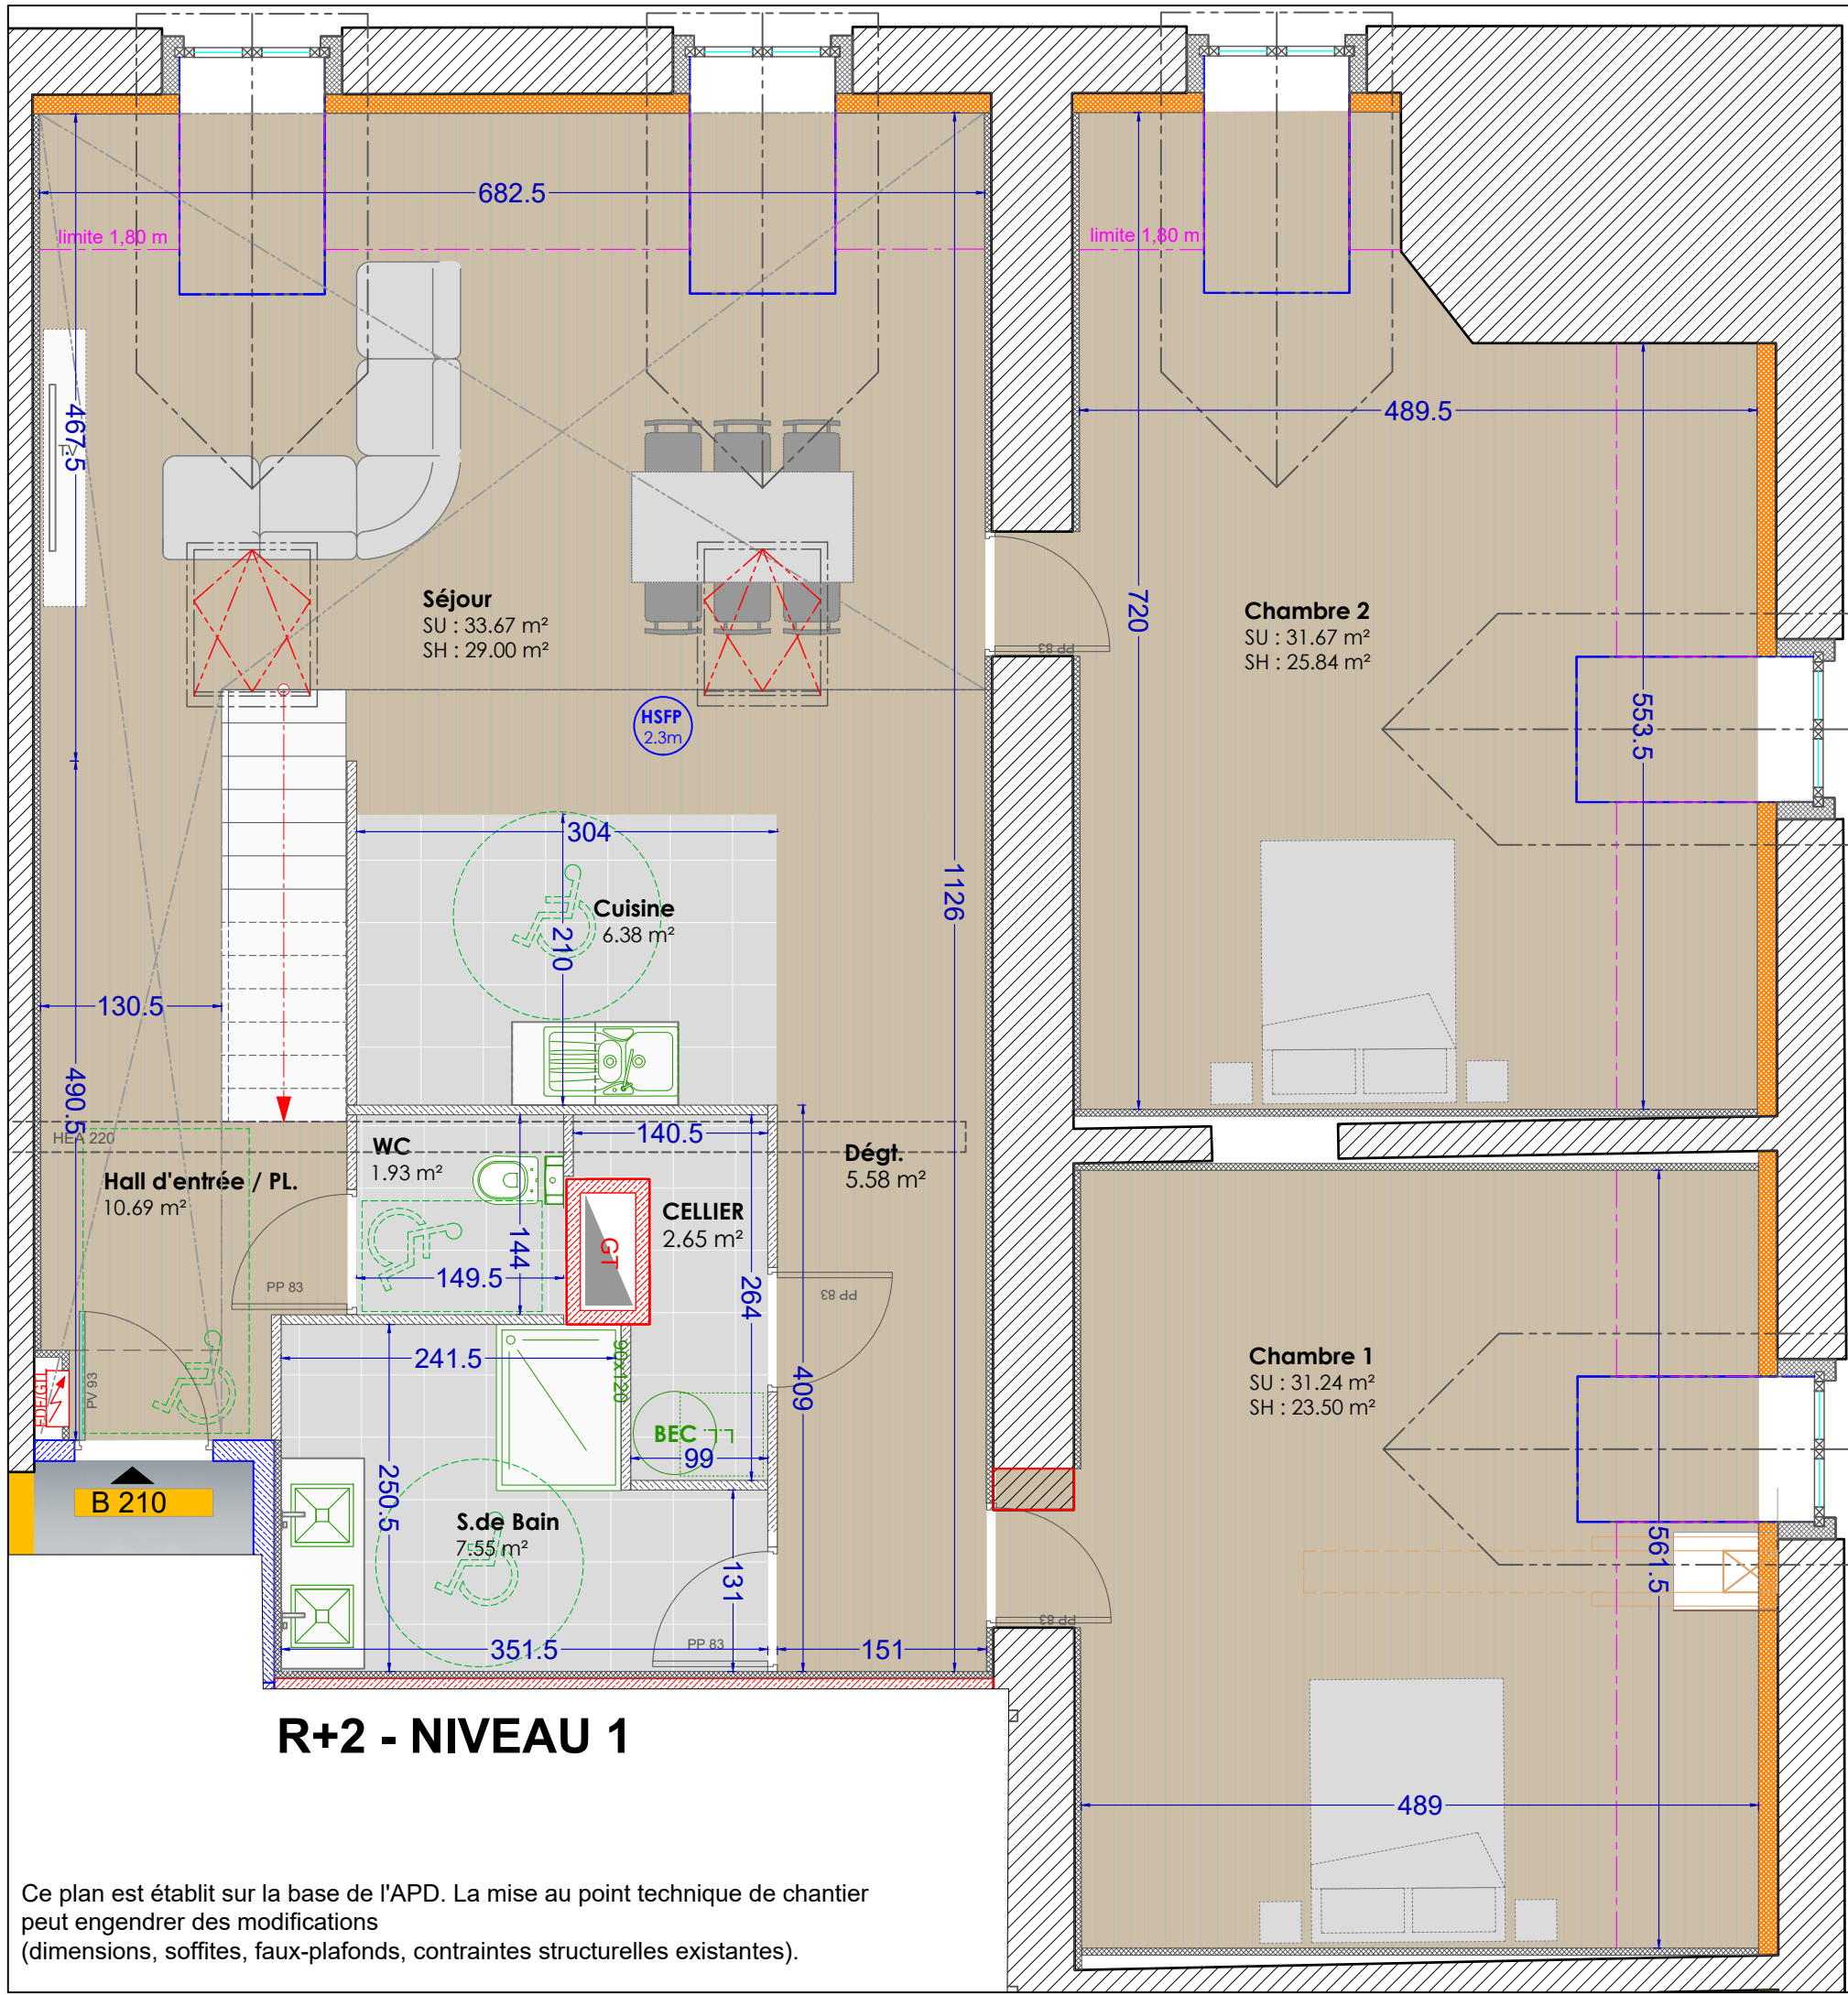 682.5
limite 1,80 m
limite 1,80 m
467.5
TV
489.5
Séjour
SU : 33.67 m²
SH : 29.00 m²
720
Chambre 2
SU : 31.67 m²
SH : 25.84 m²
PP 83
553.5
HSFP
2.3m
304
1126
Cuisine
6.38 m²
210
130.5
490.5
HEA 220
WC
1.93 m²
140.5
Dégt.
5.58 m²
Hall d'entrée / PL.
10.69 m²
CELLIER
2.65 m²
GT
144
149.5
264
PP 83
PP 83
241.5
90x120
409
Chambre 1
SU : 31.24 m²
SH : 23.50 m²
EDF/GTL
PV 93
BEC
99
B 210
250.5
S.de Bain
7.55 m²
131
561.5
PP 83
PP 83
351.5
151
R+2 - NIVEAU 1
489
Ce plan est établit sur la base de l'APD. La mise au point technique de chantier
peut engendrer des modifications
(dimensions, soffites, faux-plafonds, contraintes structurelles existantes).